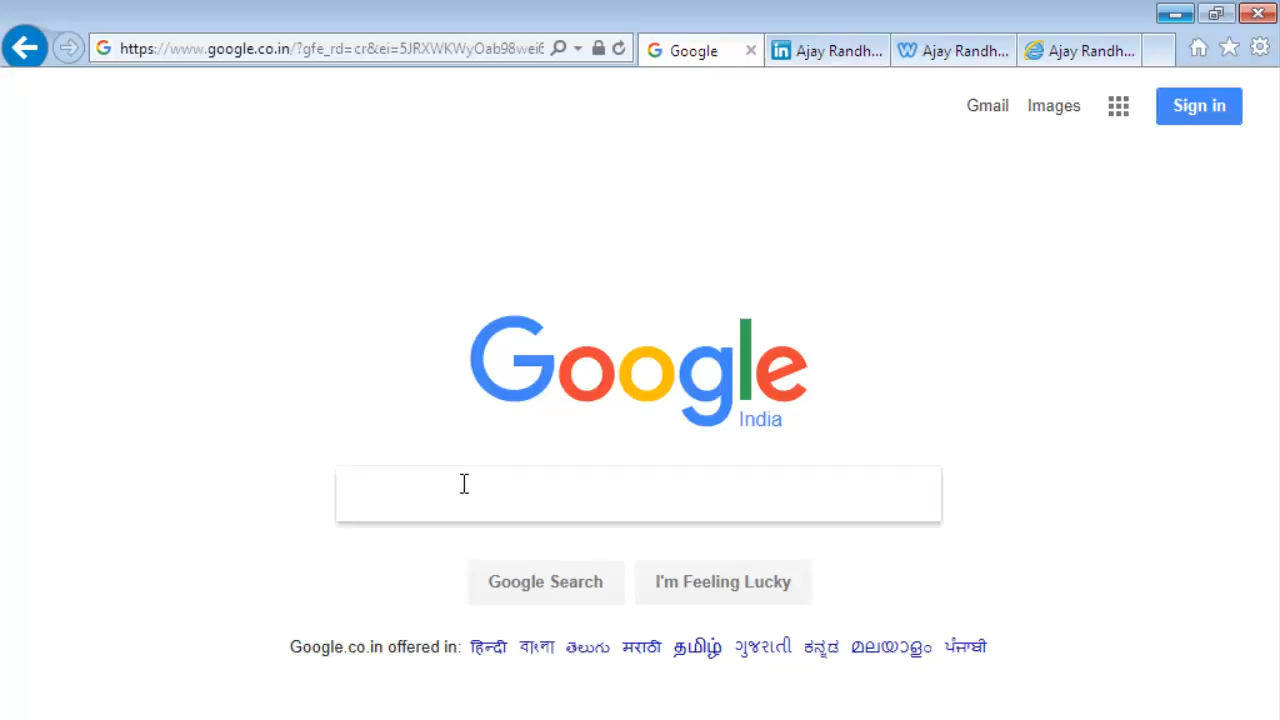 https://www.google.co.in/?gfe_rd=cr&ei=5JRXWKWyOab98wei6
Google
Ajay Randh...
Ajay Randh...
Ajay Randh...
Gmail Images Sign in
Google
India
Google Search I'm Feeling Lucky
Google.co.in offered in: हिन्दी বাংলা తెలుగు मराठी தமிழ் ગુજરાતી ಕನ್ನಡ മലയാളം ਪੰਜਾਬੀ